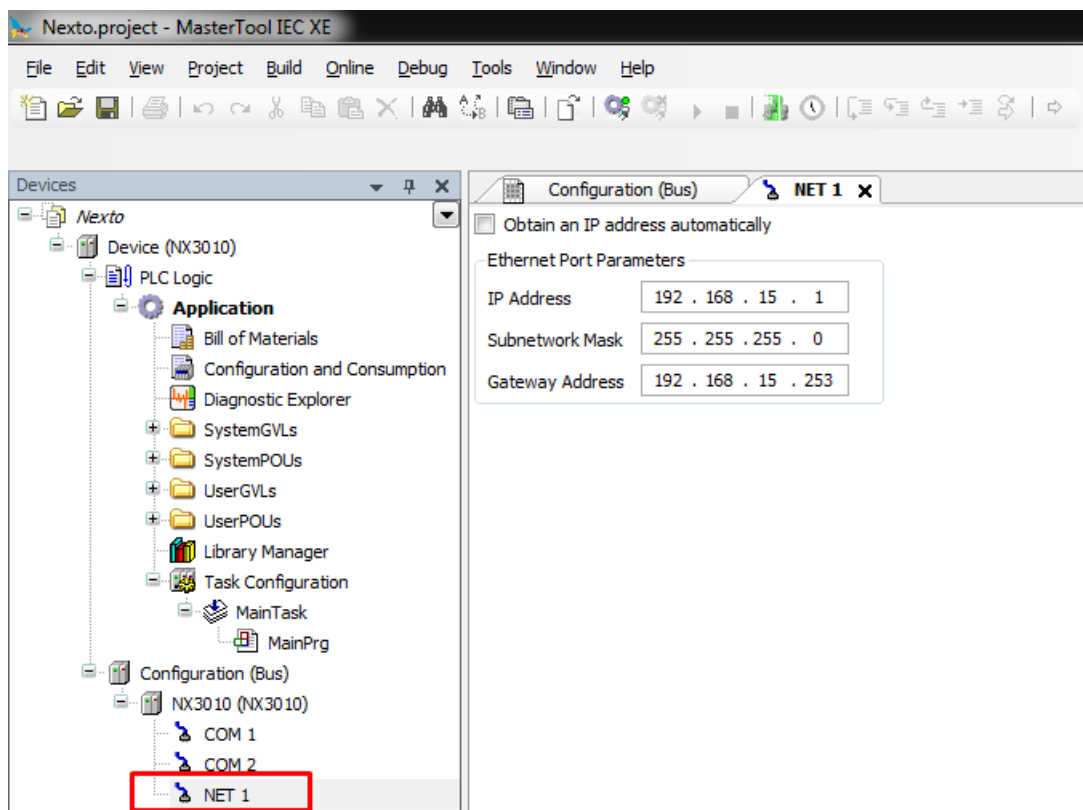 Nexto.project - MasterTool IEC XE
File Edit View Project Build Online Debug Tools Window Help
Devices
Nexto
Device (NX3010)
PLC Logic
Application
Bill of Materials
Configuration and Consumption
Diagnostic Explorer
SystemGVLs
SystemPOUs
UserGVLs
UserPOUs
Library Manager
Task Configuration
MainTask
MainPrg
Configuration (Bus)
NX3010 (NX3010)
COM 1
COM 2
NET 1
Configuration (Bus) NET 1
Obtain an IP address automatically
Ethernet Port Parameters
IP Address 192 . 168 . 15 . 1
Subnetwork Mask 255 . 255 . 255 . 0
Gateway Address 192 . 168 . 15 . 253